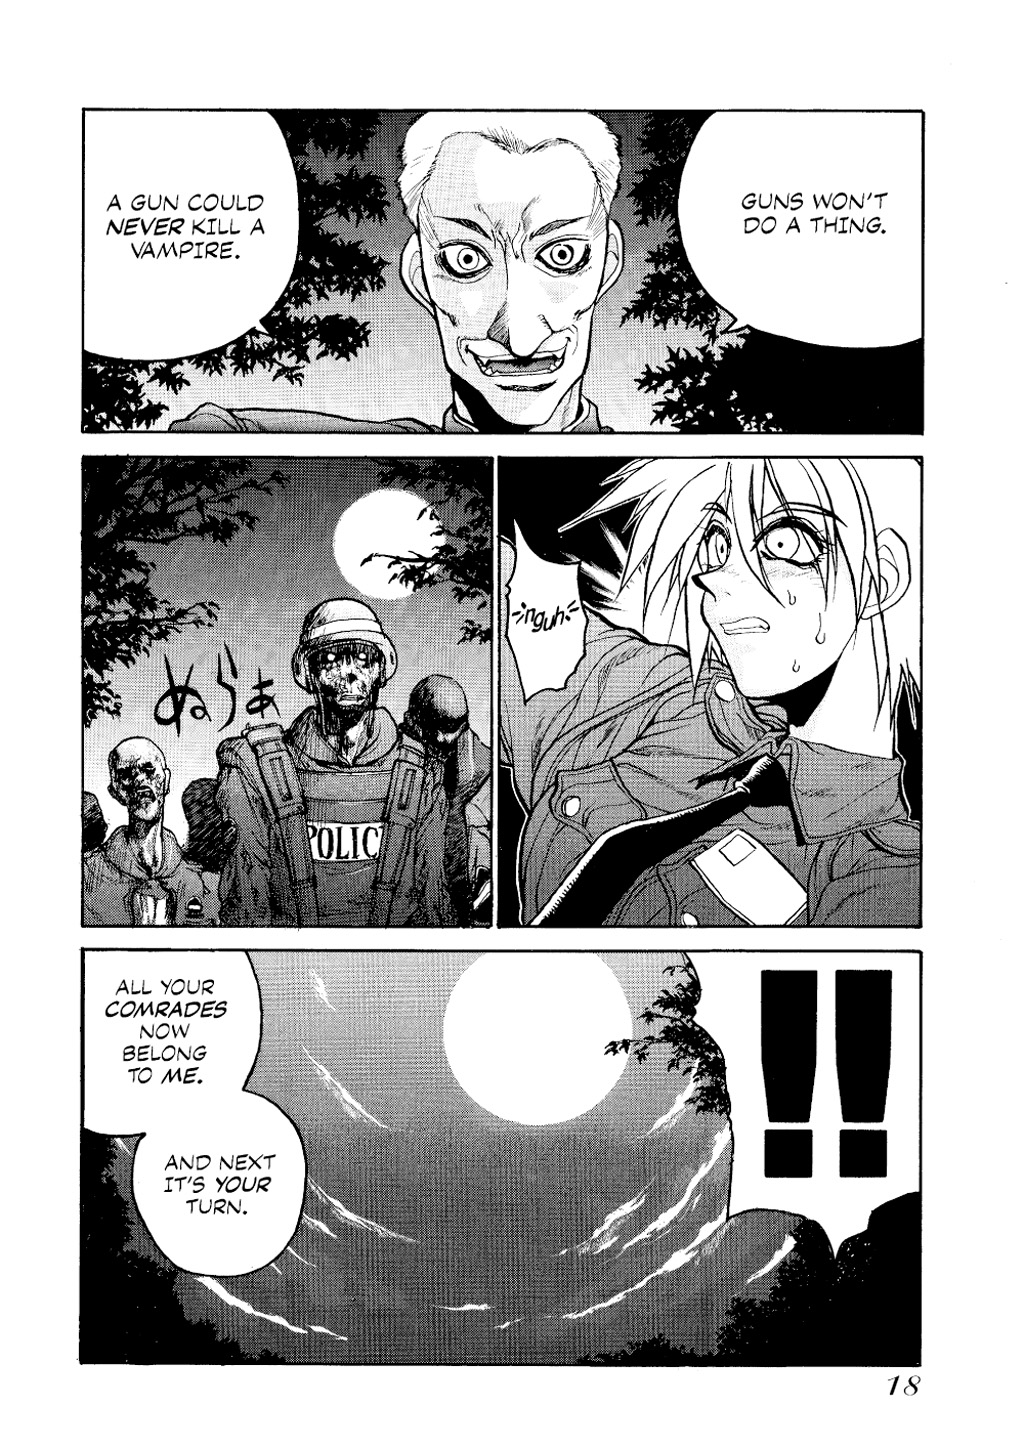 GUNS WON'T
DO A THING.
A GUN COULD
NEVER KILL A
VAMPIRE.
nguh
ぬらぁ
POLIC
!!
ALL YOUR
COMRADES
NOW
BELONG
TO ME.
AND NEXT
IT'S YOUR
TURN.
18